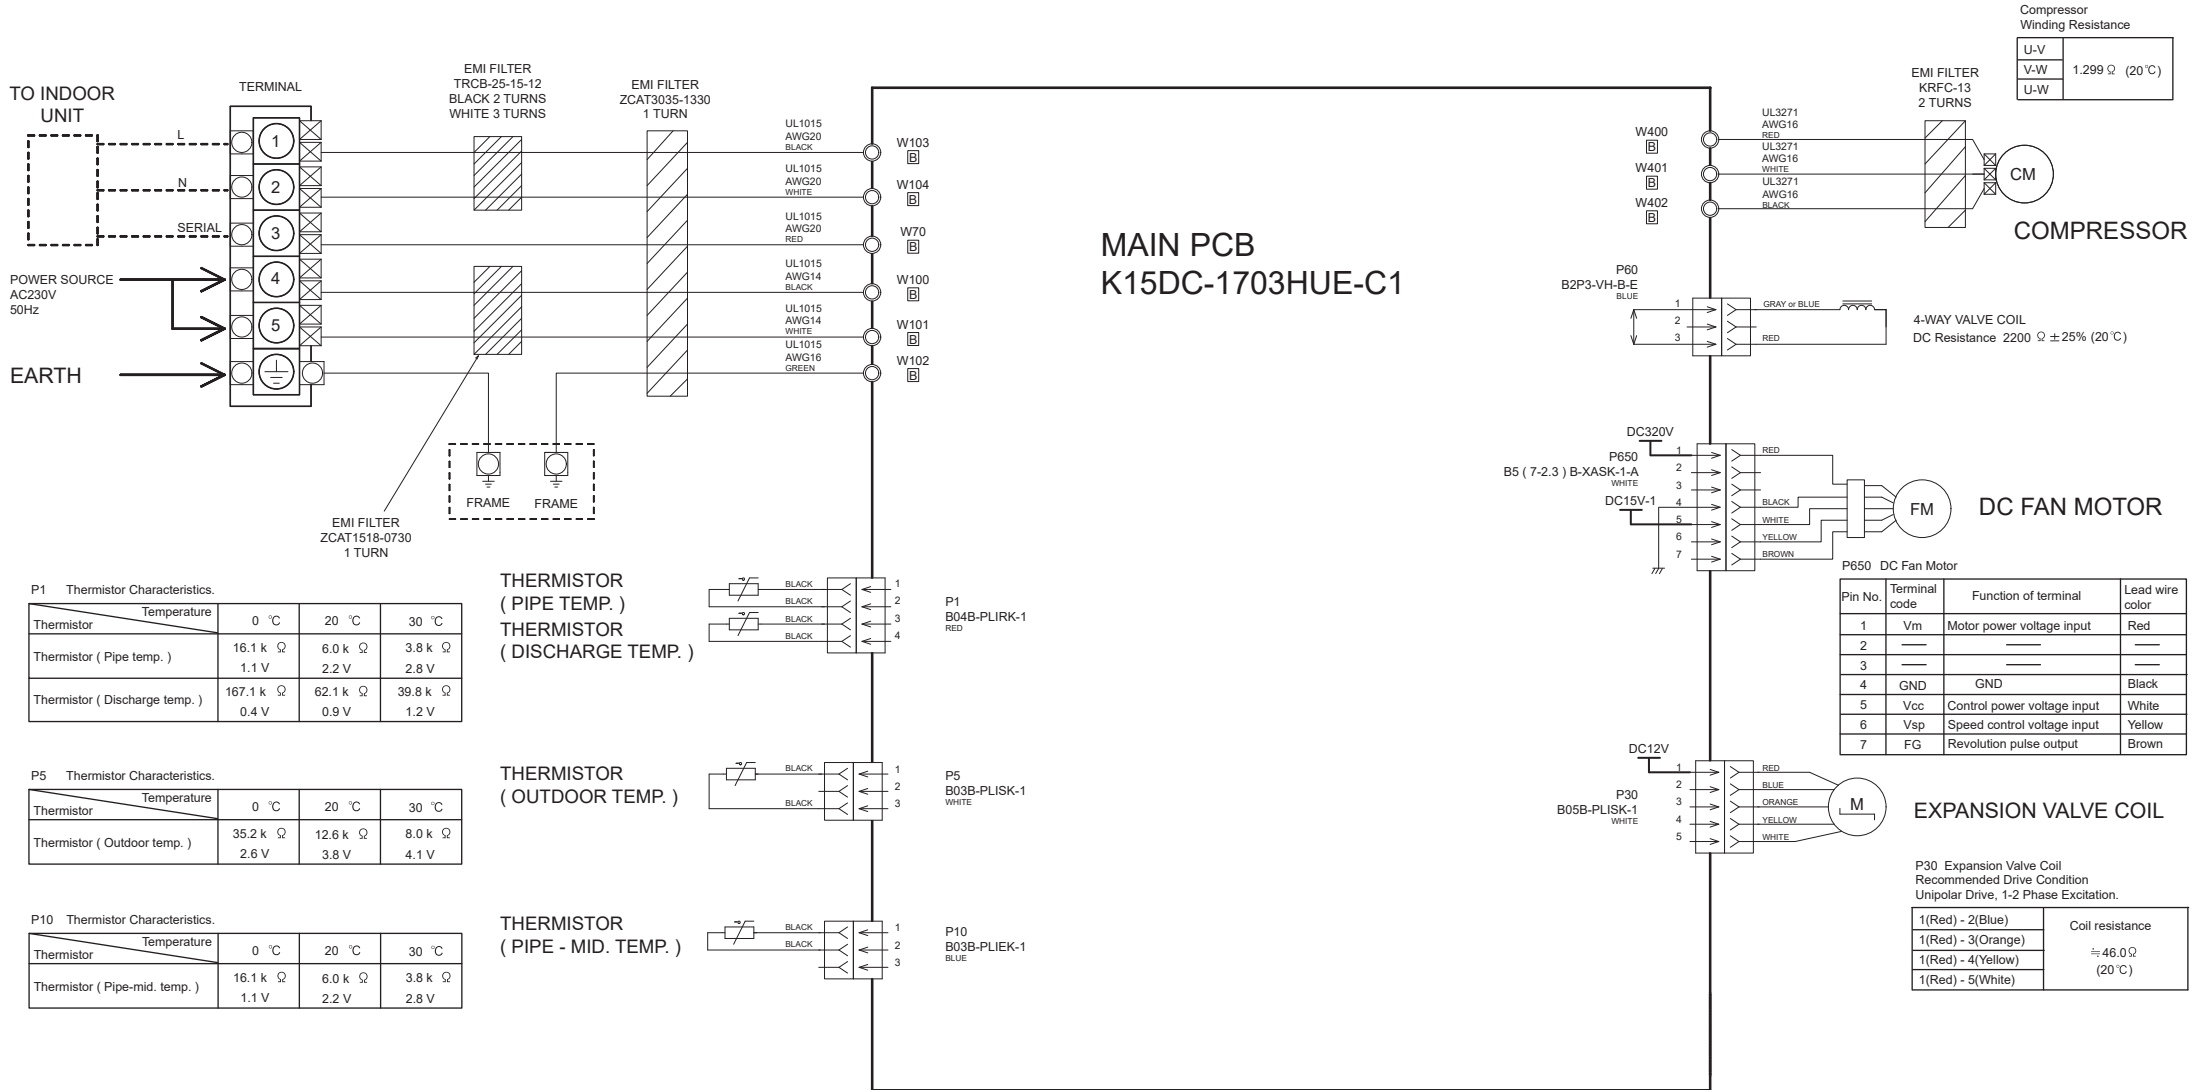 Compressor
Winding Resistance
U-V
V-W
U-W
1.299 Ω (20℃)
TO INDOOR
UNIT
TERMINAL
EMI FILTER
TRCB-25-15-12
BLACK 2 TURNS
WHITE 3 TURNS
EMI FILTER
ZCAT3035-1330
1 TURN
L
N
SERIAL
POWER SOURCE
AC230V
50Hz
EARTH
1
2
3
4
5
UL1015
AWG20
BLACK
UL1015
AWG20
WHITE
UL1015
AWG20
RED
UL1015
AWG14
BLACK
UL1015
AWG14
WHITE
UL1015
AWG16
GREEN
W103
B
W104
B
W70
B
W100
B
W101
B
W102
B
FRAME
FRAME
EMI FILTER
ZCAT1518-0730
1 TURN
MAIN PCB
K15DC-1703HUE-C1
W400
B
W401
B
W402
B
UL3271
AWG16
RED
UL3271
AWG16
WHITE
UL3271
AWG16
BLACK
EMI FILTER
KRFC-13
2 TURNS
CM
COMPRESSOR
P60
B2P3-VH-B-E
BLUE
1
2
3
GRAY or BLUE
RED
4-WAY VALVE COIL
DC Resistance 2200 Ω ±25% (20℃)
DC320V
P650
B5 ( 7-2.3 ) B-XASK-1-A
WHITE
DC15V-1
1
2
3
4
5
6
7
RED
BLACK
WHITE
YELLOW
BROWN
FM
DC FAN MOTOR
P650 DC Fan Motor
Pin No. Terminal code Function of terminal Lead wire color
1 Vm Motor power voltage input Red
2 — — —
3 — — —
4 GND GND Black
5 Vcc Control power voltage input White
6 Vsp Speed control voltage input Yellow
7 FG Revolution pulse output Brown
P1 Thermistor Characteristics.
Temperature
Thermistor
0 ℃ 20 ℃ 30 ℃
Thermistor ( Pipe temp. )
16.1 k Ω 6.0 k Ω 3.8 k Ω
1.1 V 2.2 V 2.8 V
Thermistor ( Discharge temp. )
167.1 k Ω 62.1 k Ω 39.8 k Ω
0.4 V 0.9 V 1.2 V
THERMISTOR
( PIPE TEMP. )
THERMISTOR
( DISCHARGE TEMP. )
BLACK
BLACK
BLACK
BLACK
1
2
3
4
P1
B04B-PLIRK-1
RED
P5 Thermistor Characteristics.
Temperature
Thermistor
0 ℃ 20 ℃ 30 ℃
Thermistor ( Outdoor temp. )
35.2 k Ω 12.6 k Ω 8.0 k Ω
2.6 V 3.8 V 4.1 V
THERMISTOR
( OUTDOOR TEMP. )
BLACK
BLACK
1
2
3
P5
B03B-PLISK-1
WHITE
DC12V
P30
B05B-PLISK-1
WHITE
1
2
3
4
5
RED
BLUE
ORANGE
YELLOW
WHITE
M
EXPANSION VALVE COIL
P30 Expansion Valve Coil
Recommended Drive Condition
Unipolar Drive, 1-2 Phase Excitation.
1(Red) - 2(Blue)
1(Red) - 3(Orange)
1(Red) - 4(Yellow)
1(Red) - 5(White)
Coil resistance
≒46.0Ω
(20℃)
P10 Thermistor Characteristics.
Temperature
Thermistor
0 ℃ 20 ℃ 30 ℃
Thermistor ( Pipe-mid. temp. )
16.1 k Ω 6.0 k Ω 3.8 k Ω
1.1 V 2.2 V 2.8 V
THERMISTOR
( PIPE - MID. TEMP. )
BLACK
BLACK
1
2
3
P10
B03B-PLIEK-1
BLUE